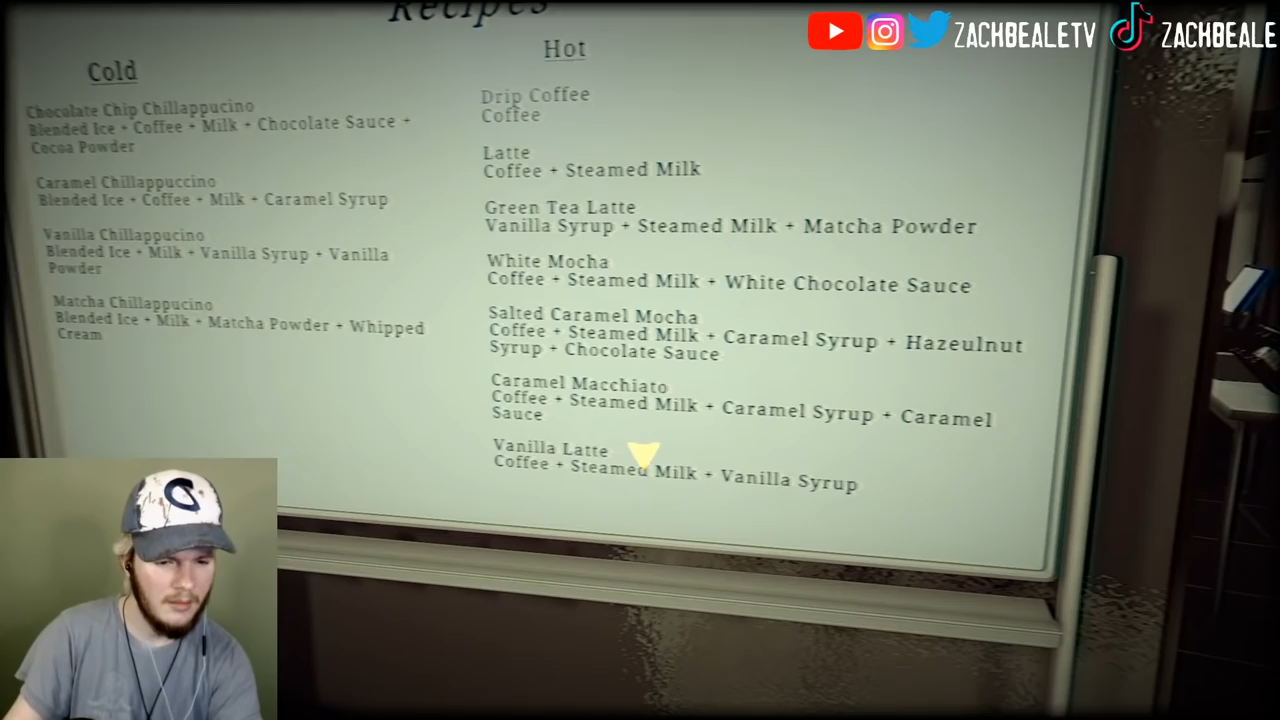 Recipes
Cold
Chocolate Chip Chillappucino
Blended Ice + Coffee + Milk + Chocolate Sauce +
Cocoa Powder
Caramel Chillappuccino
Blended Ice + Coffee + Milk + Caramel Syrup
Vanilla Chillappucino
Blended Ice + Milk + Vanilla Syrup + Vanilla
Powder
Matcha Chillappucino
Blended Ice + Milk + Matcha Powder + Whipped
Cream
Hot
Drip Coffee
Coffee
Latte
Coffee + Steamed Milk
Green Tea Latte
Vanilla Syrup + Steamed Milk + Matcha Powder
White Mocha
Coffee + Steamed Milk + White Chocolate Sauce
Salted Caramel Mocha
Coffee + Steamed Milk + Caramel Syrup + Hazeulnut
Syrup + Chocolate Sauce
Caramel Macchiato
Coffee + Steamed Milk + Caramel Syrup + Caramel
Sauce
Vanilla Latte
Coffee + Steamed Milk + Vanilla Syrup
ZACHBEALETV ZACHBEALE